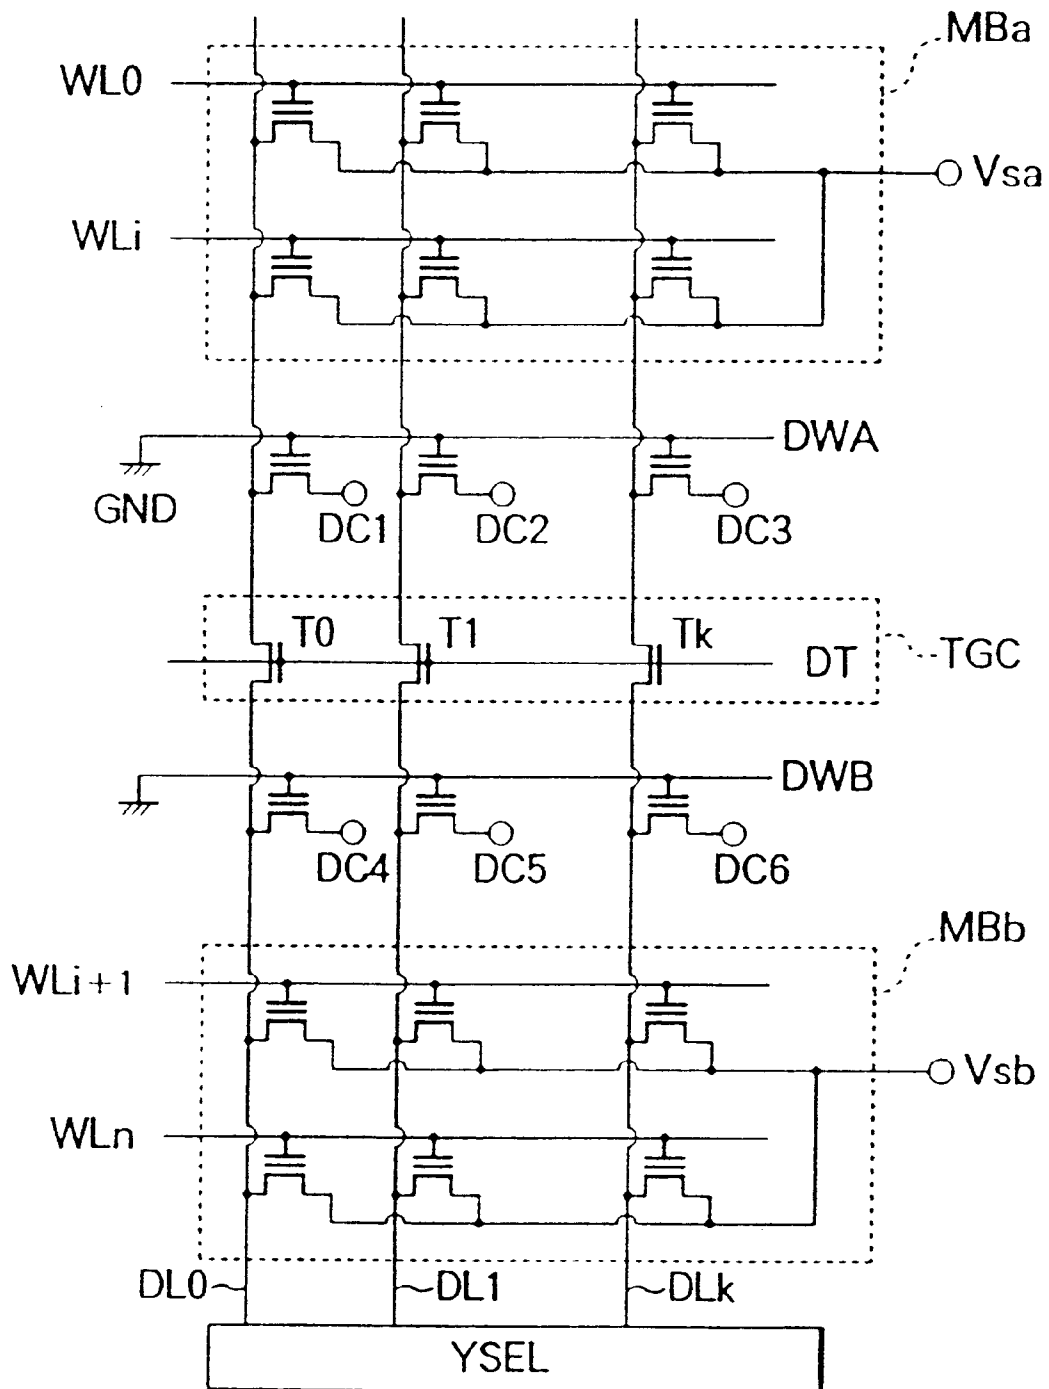 MBa
WL0
Vsa
WLi
DWA
GND
DC1
DC2
DC3
T0
T1
Tk
DT
TGC
DWB
DC4
DC5
DC6
MBb
WLi+1
Vsb
WLn
DL0
DL1
DLk
YSEL